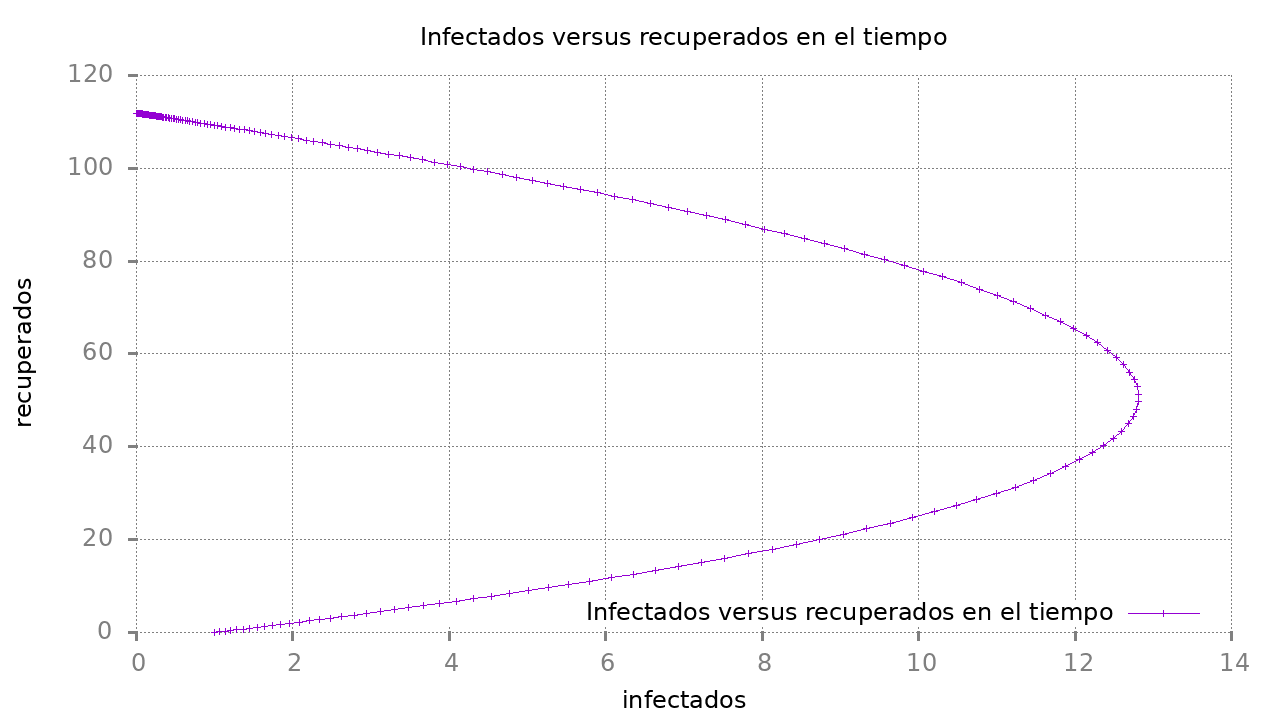 Infectados versus recuperados en el tiempo
120
100
80
60
40
20
0
recuperados
Infectados versus recuperados en el tiempo
0 2 4 6 8 10 12 14
infectados